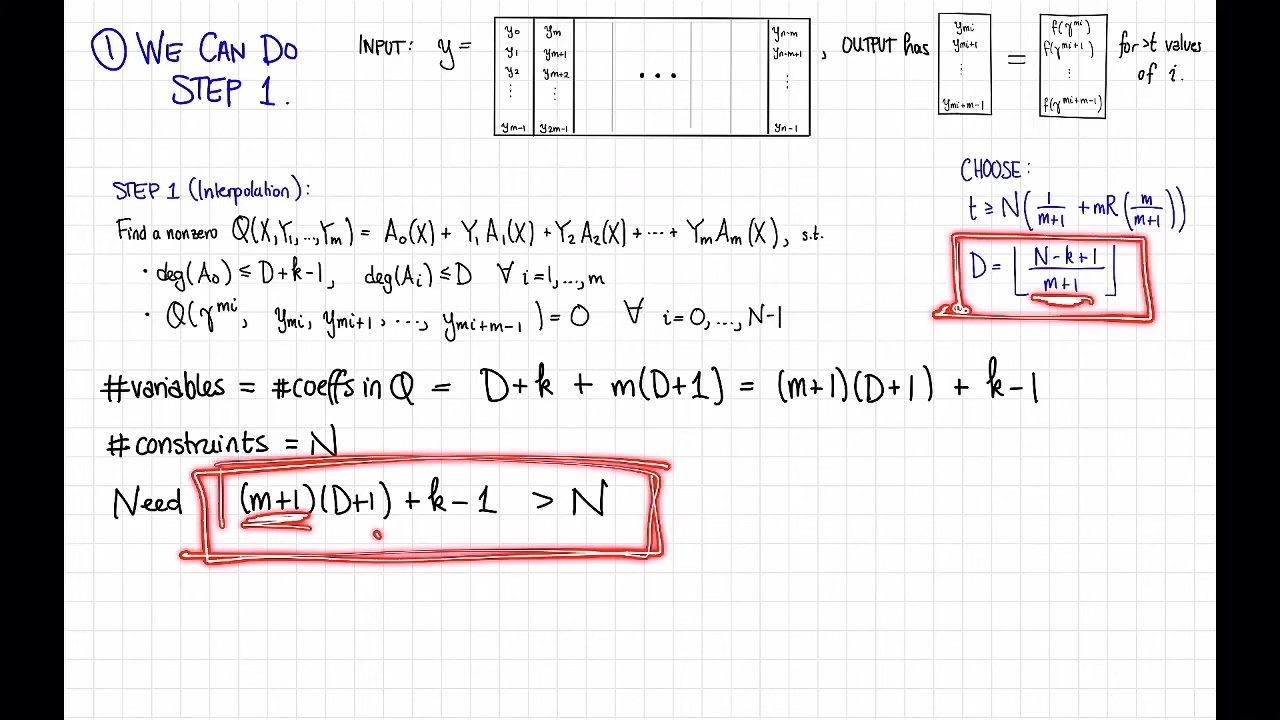 ① WE CAN DO STEP 1.
INPUT: y =
y0 ym yn-m
y1 ym+1 yn-m+1
y2 ym+2
⋮ ⋮ ... ⋮
ym-1 y2m-1 yn-1
, OUTPUT has
ymi
ymi+1
⋮
ymi+m-1
=
f(γ^mi)
f(γ^mi+1)
⋮
f(γ^mi+m-1)
for >t values
of i.
STEP 1 (Interpolation):
Find a nonzero Q(X,Y1,...,Ym) = A0(X) + Y1A1(X) + Y2A2(X) + ··· + YmAm(X), s.t.
· deg(A0) ≤ D+k-1, deg(Ai) ≤ D ∀ i=1,...,m
· Q(γ^mi, ymi, ymi+1, ..., ymi+m-1) = 0 ∀ i=0,...,N-1
CHOOSE:
t ≥ N(1/(m+1) + mR(m/(m+1)))
D = ⌊(N-k+1)/(m+1)⌋
#variables = #coeffs in Q = D+k + m(D+1) = (m+1)(D+1) + k-1
#constraints = N
Need (m+1)(D+1) + k-1 > N